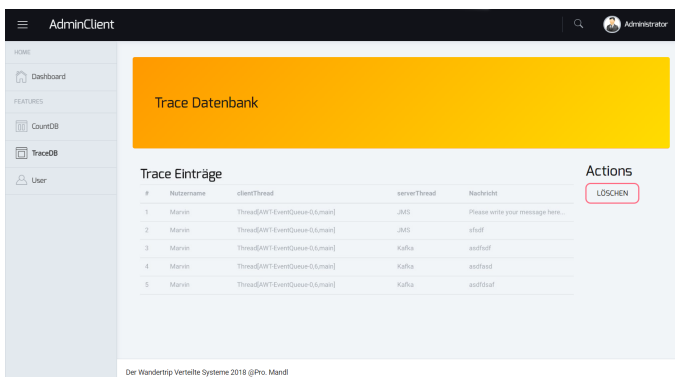 AdminClient
Administrator
HOME
Dashboard
FEATURES
CountDB
TraceDB
User
Trace Datenbank
Trace Einträge
# Nutzername clientThread serverThread Nachricht
1 Marvin Thread[AWT-EventQueue-0,6,main] JMS Please write your message here...
2 Marvin Thread[AWT-EventQueue-0,6,main] JMS
3 Marvin Thread[AWT-EventQueue-0,6,main] Kafka asdfsdf
4 Marvin Thread[AWT-EventQueue-0,6,main] Kafka asdfasd
5 Marvin Thread[AWT-EventQueue-0,6,main] Kafka asdfdsaf
Actions
LÖSCHEN
Der Wandertrip Verteilte Systeme 2018 @Pro. Mandl